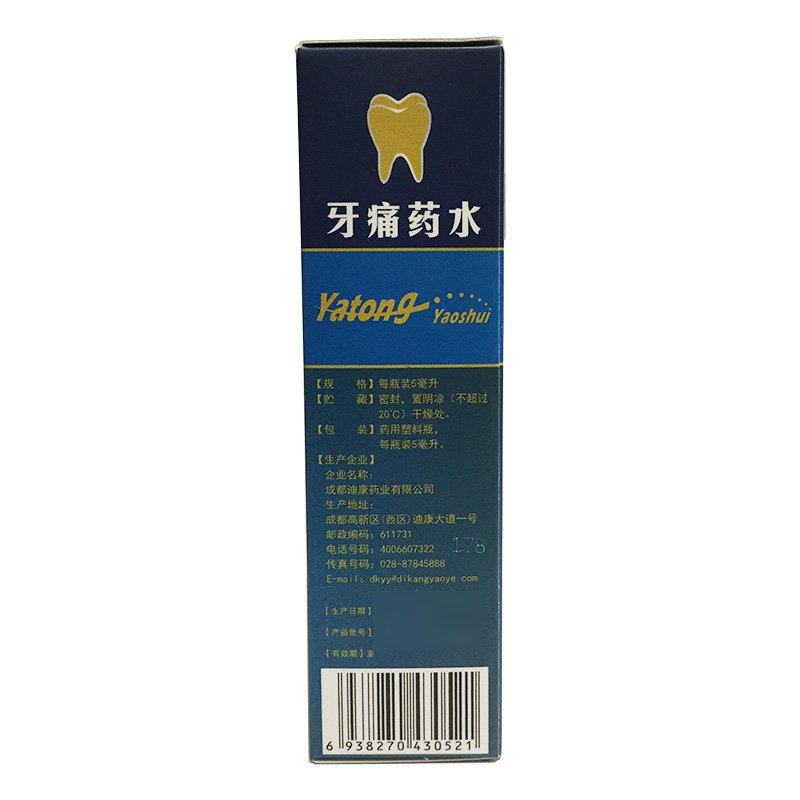 牙痛药水
Yatong Yaoshui
【规 格】每瓶装5毫升
【贮 藏】密封，置阴凉（不超过
20℃）干燥处。
【包 装】药用塑料瓶，
每瓶装5毫升。
【生产企业】
企业名称：
成都迪康药业有限公司
生产地址：
成都高新区(西区)迪康大道一号
邮政编码：611731
电话号码：4006607322
传真号码：028-87845888
E-mail：dkyy@dikangyaoye.com
178
【生产日期】
【产品批号】
【有效期】至
6 938270 430521